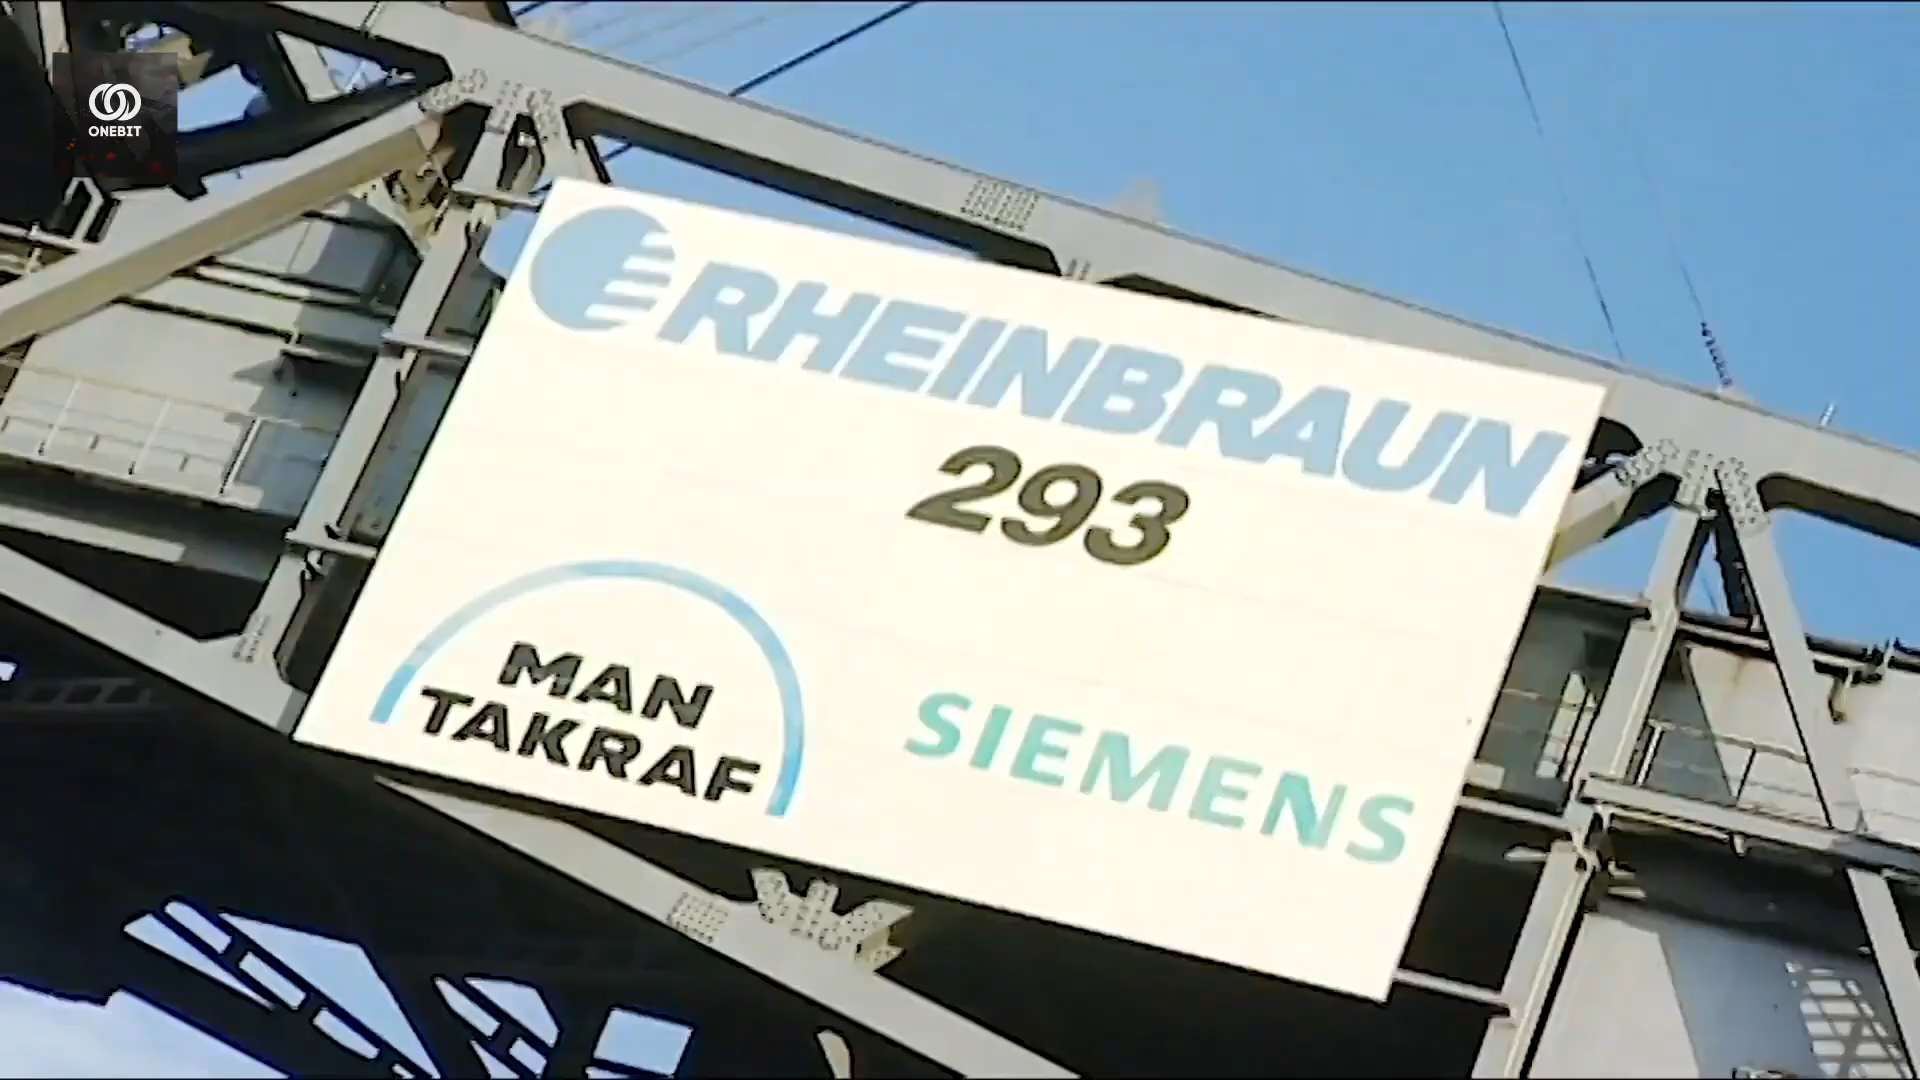 ONEBIT
RHEINBRAUN
293
MAN
TAKRAF
SIEMENS